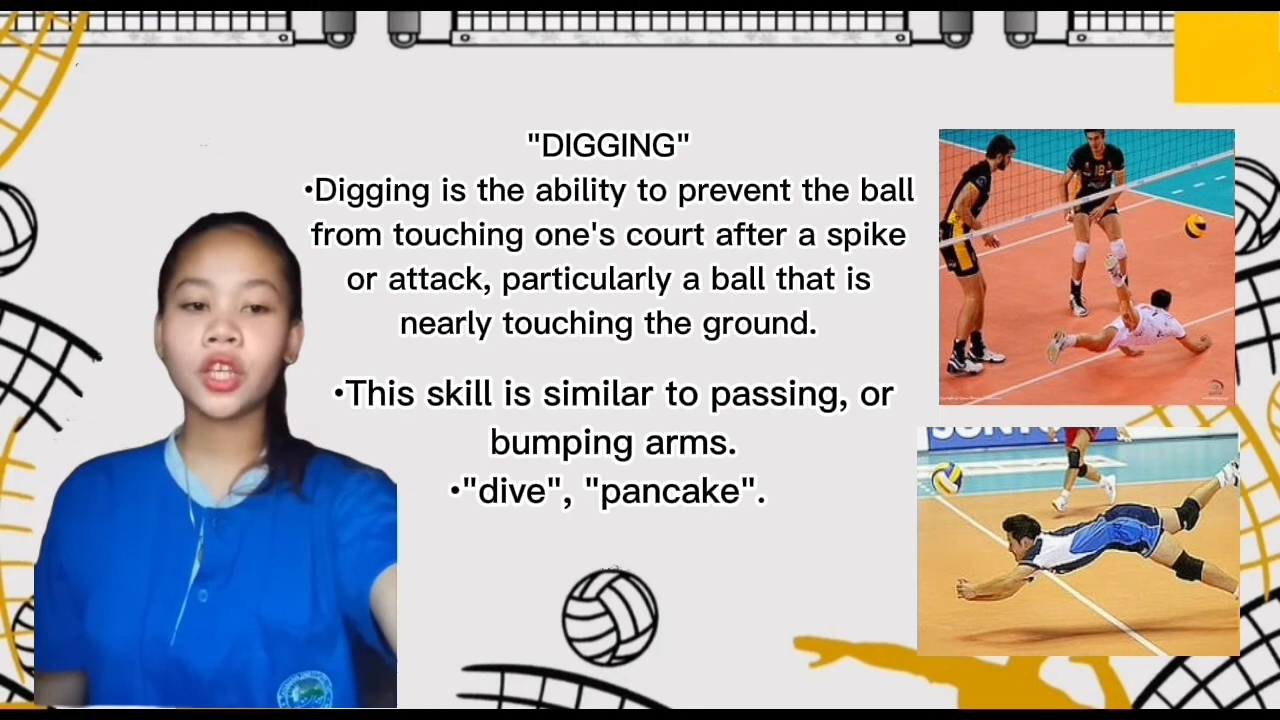 "DIGGING"
•Digging is the ability to prevent the ball
from touching one's court after a spike
or attack, particularly a ball that is
nearly touching the ground.
•This skill is similar to passing, or
bumping arms.
•"dive", "pancake".
18